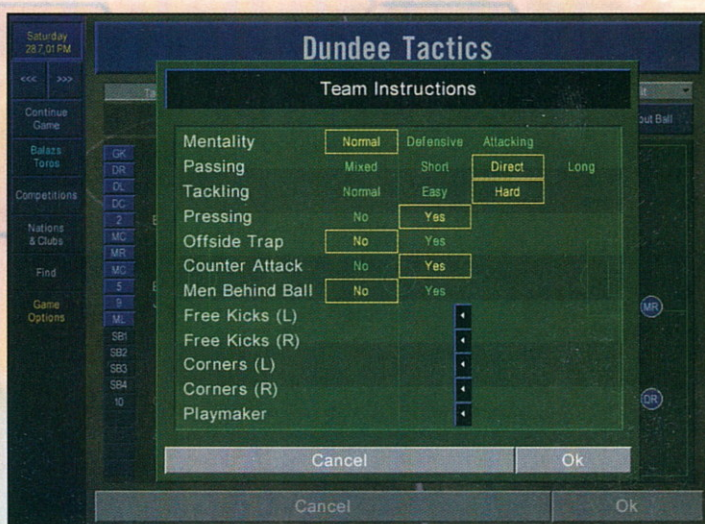 Saturday
28.7.01 PM
<<< >>>
Continue
Game
Balazs
Toros
Competitions
Nations
& Clubs
Find
Game
Options
Dundee Tactics
Team Instructions
Mentality Normal Defensive Attacking
Passing Mixed Short Direct Long
Tackling Normal Easy Hard
Pressing No Yes
Offside Trap No Yes
Counter Attack No Yes
Men Behind Ball No Yes
Free Kicks (L)
Free Kicks (R)
Corners (L)
Corners (R)
Playmaker
Cancel Ok
GK
DR
DL
DC
2
MC
MR
MC
5
9
ML
SB1
SB2
SB3
SB4
10
out Ball
MR
DR
Cancel Ok